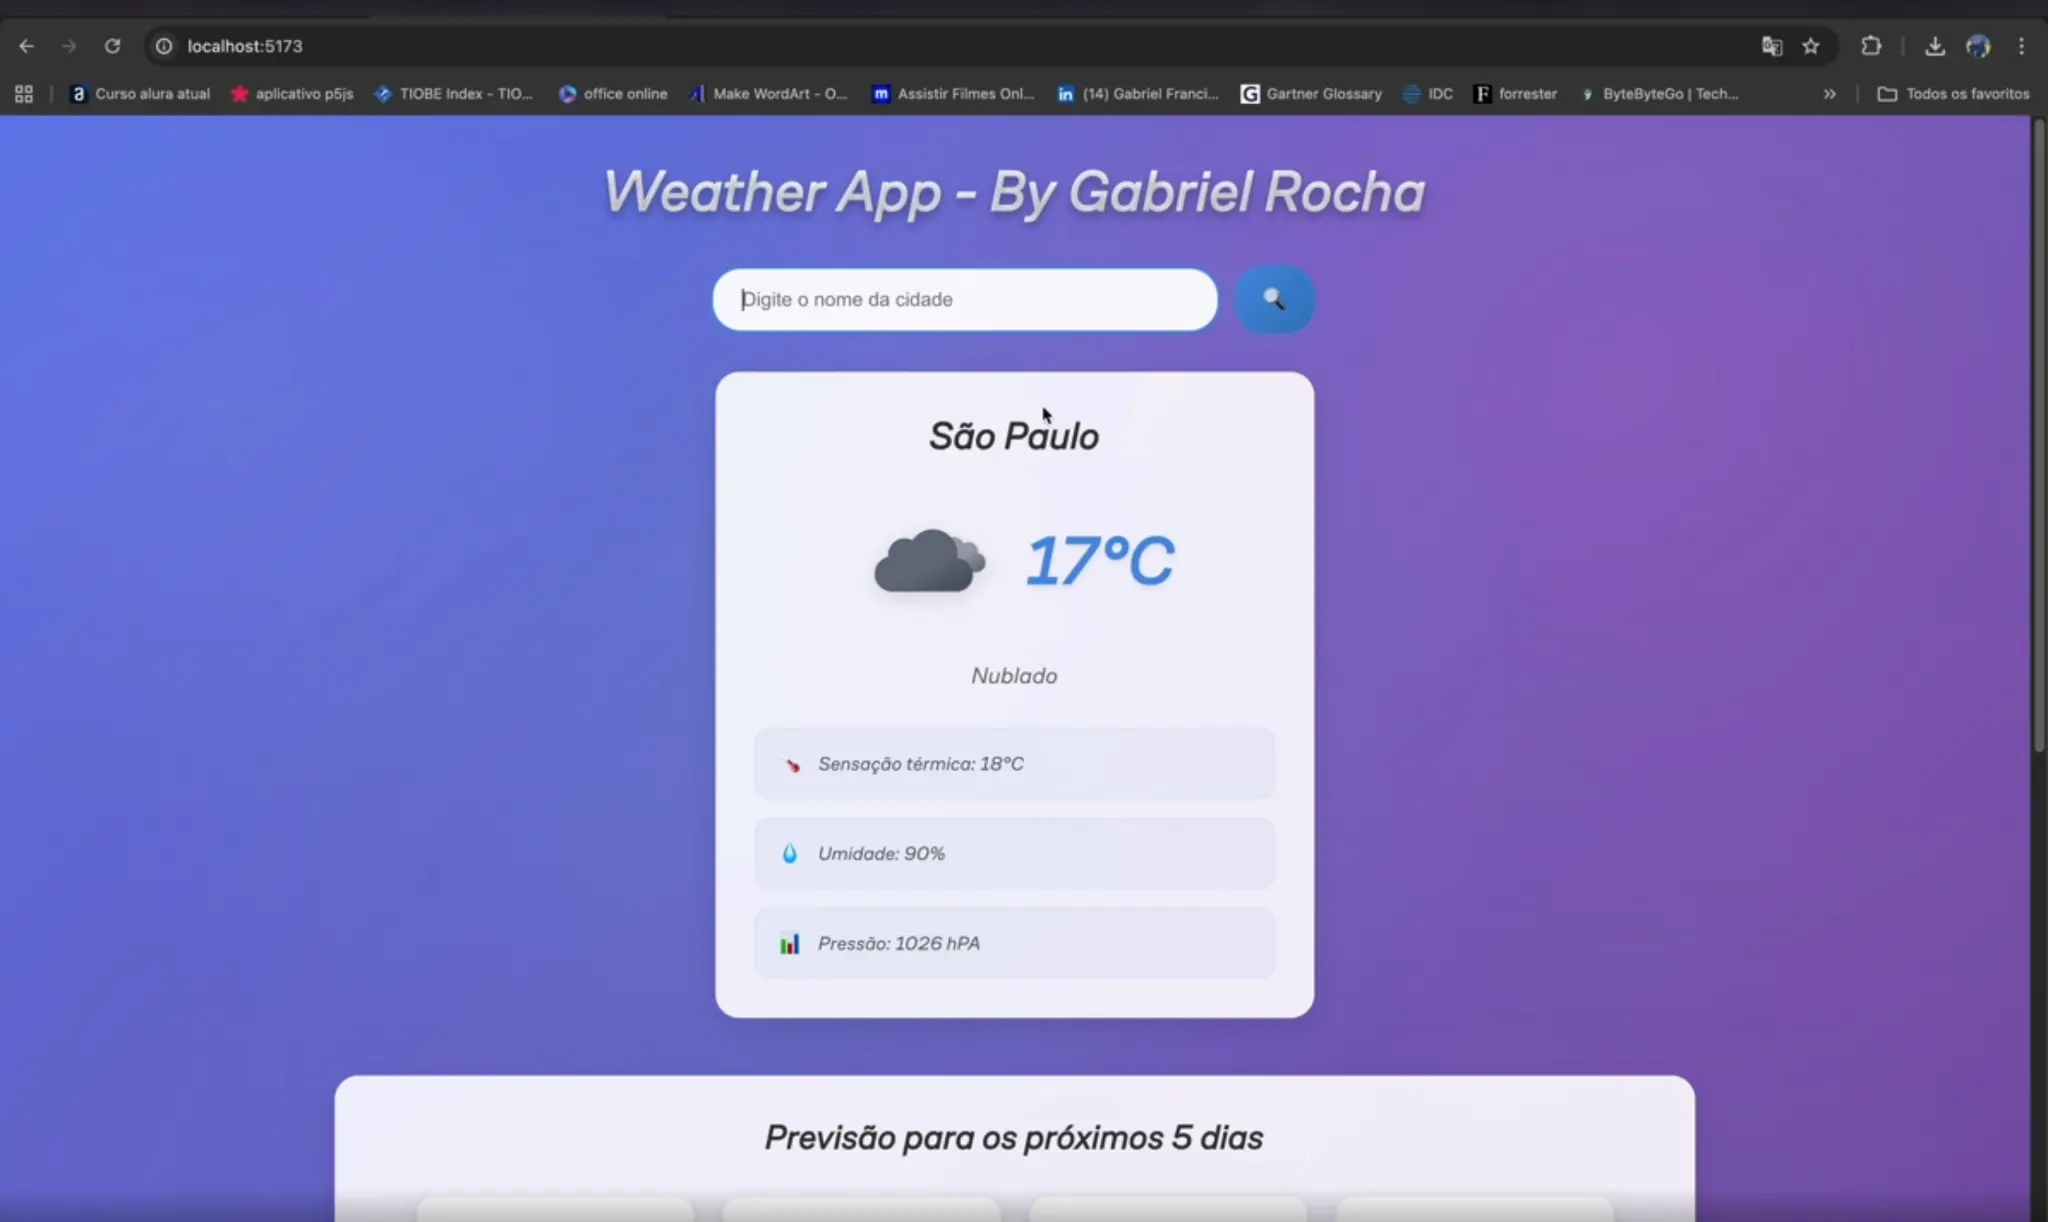 localhost:5173
Curso alura atual
aplicativo p5js
TIOBE Index - TIO...
office online
Make WordArt - O...
Assistir Filmes Onl...
(14) Gabriel Franci...
Gartner Glossary
IDC
forrester
ByteByteGo | Tech...
Todos os favoritos
Weather App - By Gabriel Rocha
Digite o nome da cidade
São Paulo
17°C
Nublado
Sensação térmica: 18°C
Umidade: 90%
Pressão: 1026 hPA
Previsão para os próximos 5 dias